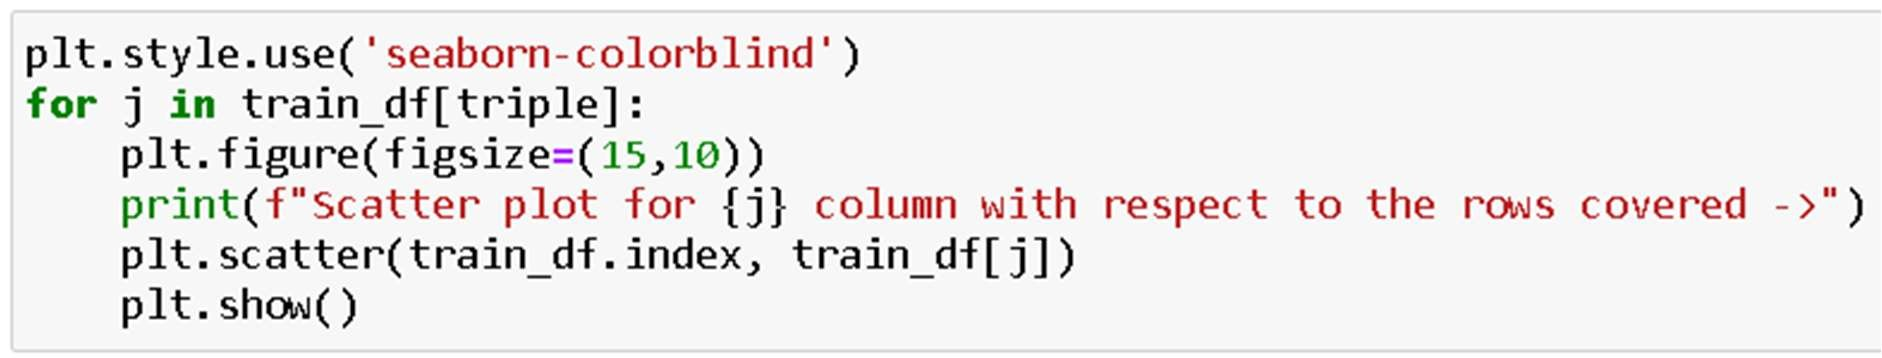 plt.style.use('seaborn-colorblind')
for j in train_df[triple]:
    plt.figure(figsize=(15,10))
    print(f"Scatter plot for {j} column with respect to the rows covered ->")
    plt.scatter(train_df.index, train_df[j])
    plt.show()